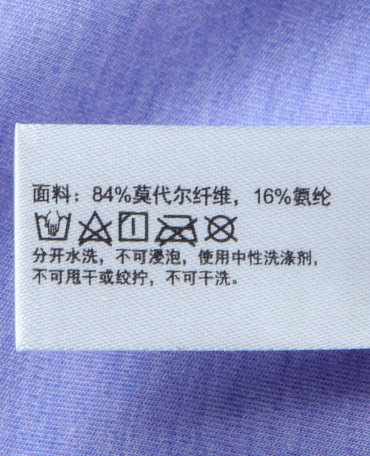 面料：84%莫代尔纤维，16%氨纶
分开水洗，不可浸泡，使用中性洗涤剂，
不可甩干或绞拧，不可干洗。